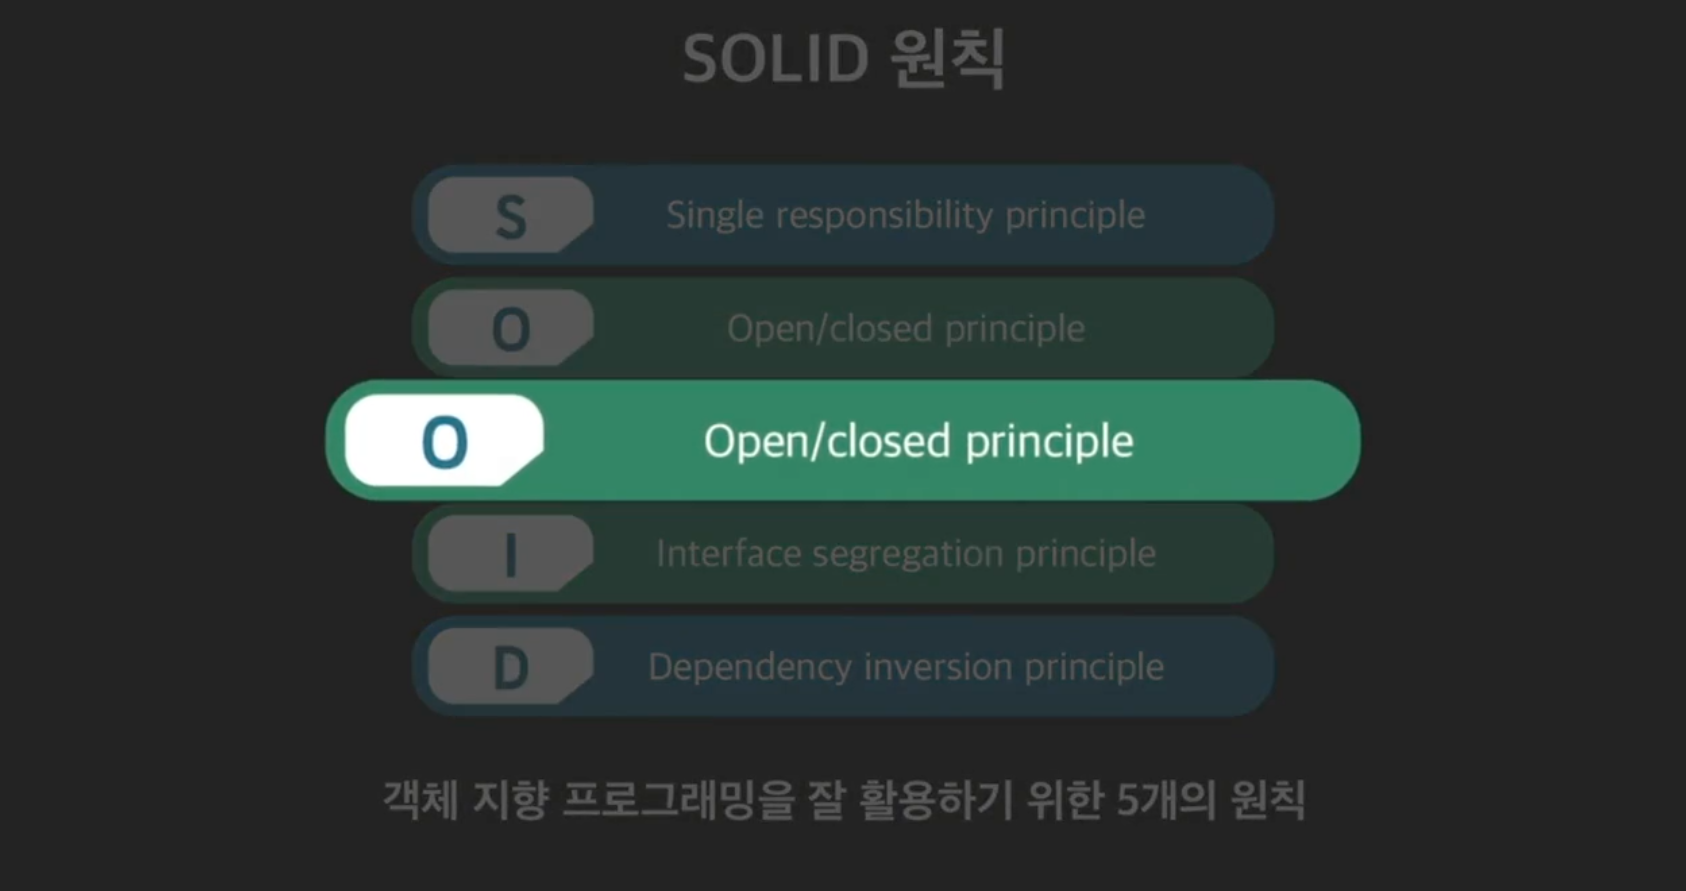 SOLID 원칙
S Single responsibility principle
O Open/closed principle
O Open/closed principle
I Interface segregation principle
D Dependency inversion principle
객체 지향 프로그래밍을 잘 활용하기 위한 5개의 원칙